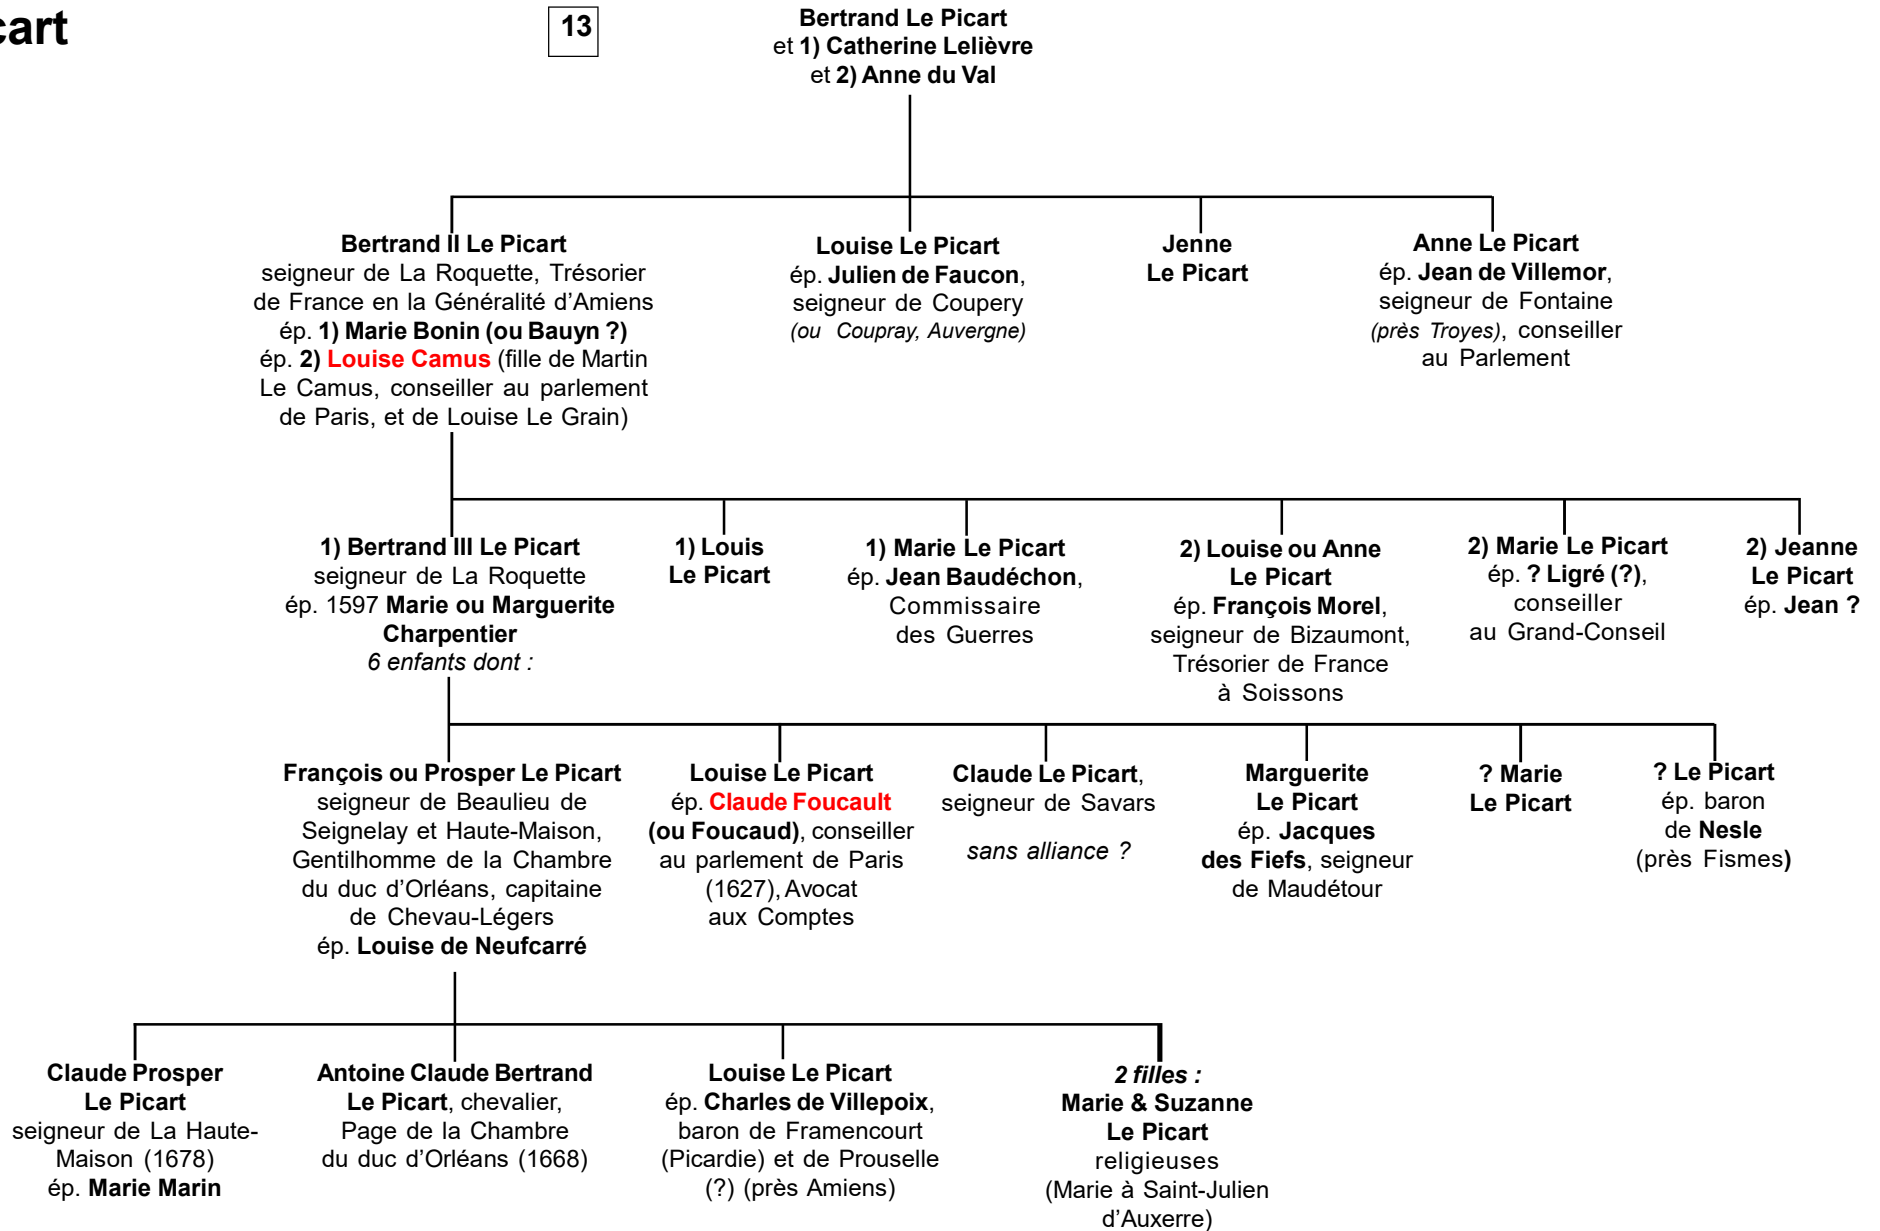 cart
13
Bertrand Le Picart
et 1) Catherine Lelièvre
et 2) Anne du Val
Bertrand II Le Picart
seigneur de La Roquette, Trésorier
de France en la Généralité d'Amiens
ép. 1) Marie Bonin (ou Bauyn ?)
ép. 2) Louise Camus (fille de Martin
Le Camus, conseiller au parlement
de Paris, et de Louise Le Grain)
Louise Le Picart
ép. Julien de Faucon,
seigneur de Coupery
(ou Coupray, Auvergne)
Jenne
Le Picart
Anne Le Picart
ép. Jean de Villemor,
seigneur de Fontaine
(près Troyes), conseiller
au Parlement
1) Bertrand III Le Picart
seigneur de La Roquette
ép. 1597 Marie ou Marguerite
Charpentier
6 enfants dont :
1) Louis
Le Picart
1) Marie Le Picart
ép. Jean Baudéchon,
Commissaire
des Guerres
2) Louise ou Anne
Le Picart
ép. François Morel,
seigneur de Bizaumont,
Trésorier de France
à Soissons
2) Marie Le Picart
ép. ? Ligré (?),
conseiller
au Grand-Conseil
2) Jeanne
Le Picart
ép. Jean ?
François ou Prosper Le Picart
seigneur de Beaulieu de
Seignelay et Haute-Maison,
Gentilhomme de la Chambre
du duc d'Orléans, capitaine
de Chevau-Légers
ép. Louise de Neufcarré
Louise Le Picart
ép. Claude Foucault
(ou Foucaud), conseiller
au parlement de Paris
(1627), Avocat
aux Comptes
Claude Le Picart,
seigneur de Savars
sans alliance ?
Marguerite
Le Picart
ép. Jacques
des Fiefs, seigneur
de Maudétour
? Marie
Le Picart
? Le Picart
ép. baron
de Nesle
(près Fismes)
Claude Prosper
Le Picart
seigneur de La Haute-
Maison (1678)
ép. Marie Marin
Antoine Claude Bertrand
Le Picart, chevalier,
Page de la Chambre
du duc d'Orléans (1668)
Louise Le Picart
ép. Charles de Villepoix,
baron de Framencourt
(Picardie) et de Prouselle
(?) (près Amiens)
2 filles :
Marie & Suzanne
Le Picart
religieuses
(Marie à Saint-Julien
d'Auxerre)